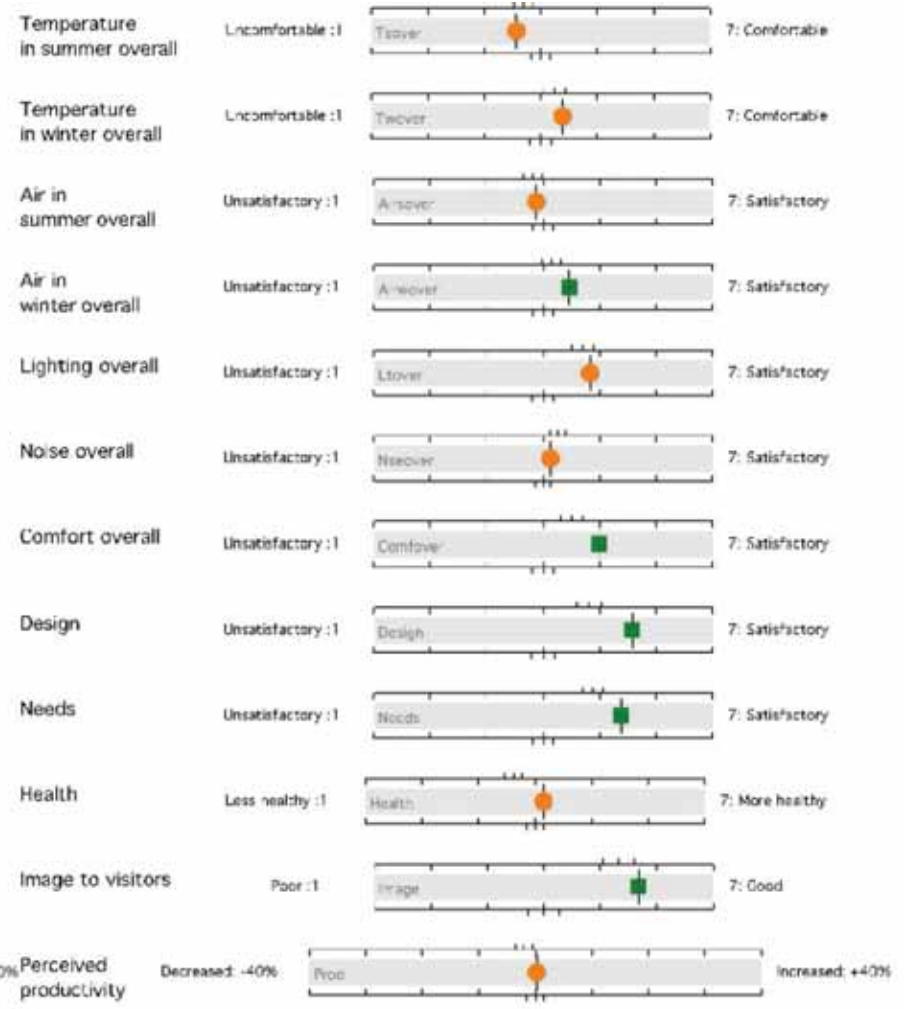 Temperature
in summer overall
Uncomfortable :1
Tsover
7: Comfortable
Temperature
in winter overall
Uncomfortable :1
Twover
7: Comfortable
Air in
summer overall
Unsatisfactory :1
Airsover
7: Satisfactory
Air in
winter overall
Unsatisfactory :1
Airwover
7: Satisfactory
Lighting overall
Unsatisfactory :1
Ltover
7: Satisfactory
Noise overall
Unsatisfactory :1
Nseover
7: Satisfactory
Comfort overall
Unsatisfactory :1
Comfover
7: Satisfactory
Design
Unsatisfactory :1
Design
7: Satisfactory
Needs
Unsatisfactory :1
Needs
7: Satisfactory
Health
Less healthy :1
Health
7: More healthy
Image to visitors
Poor :1
Image
7: Good
0% Perceived
productivity
Decreased: -40%
Prod
Increased: +40%